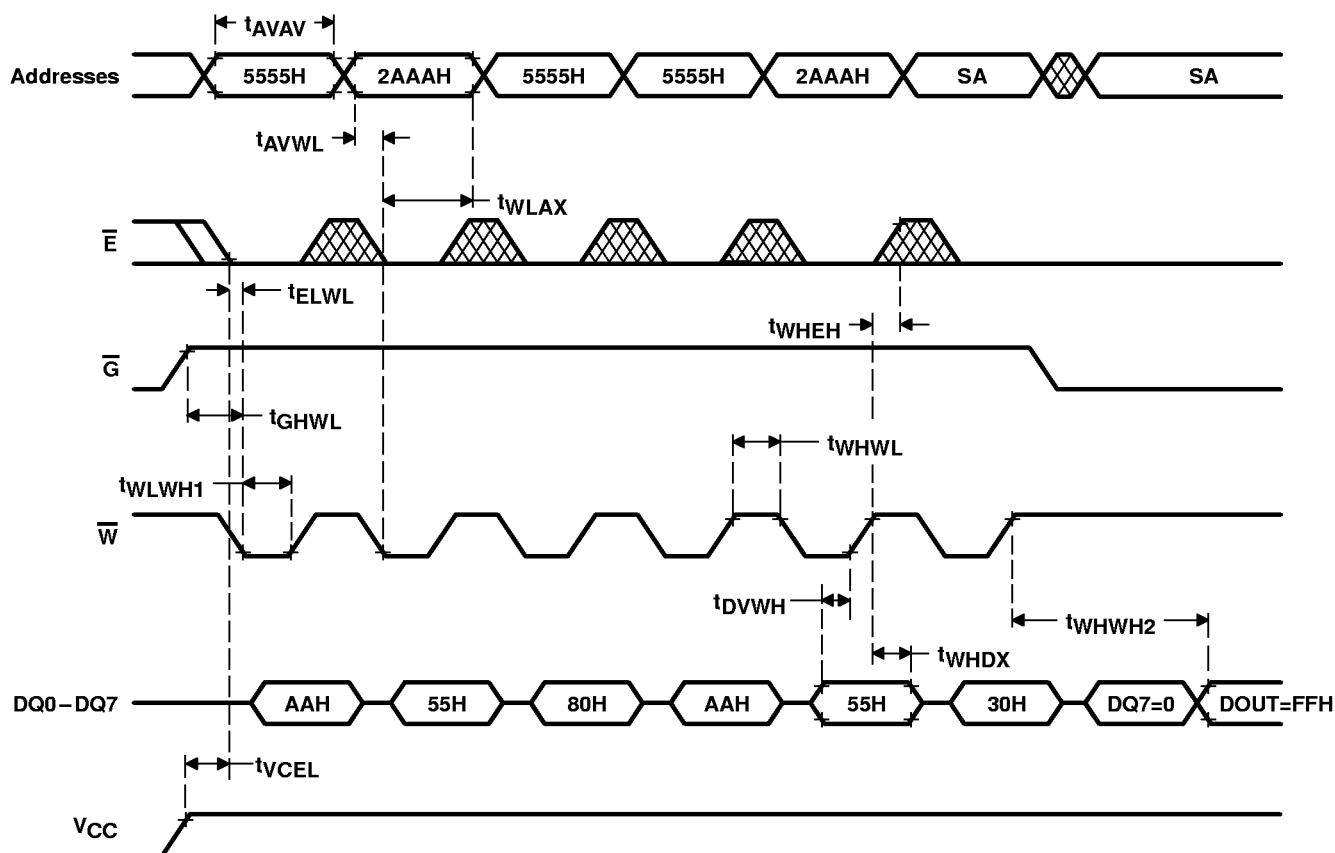 tAVAV
Addresses 5555H 2AAAH 5555H 5555H 2AAAH SA SA
tAVWL
tWLAX
E
tELWL
tWHEH
G
tGHWL
tWHWL
tWLWH1
W
tDVWH
tWHWH2
tWHDX
DQ0–DQ7 AAH 55H 80H AAH 55H 30H DQ7=0 DOUT=FFH
tVCEL
VCC